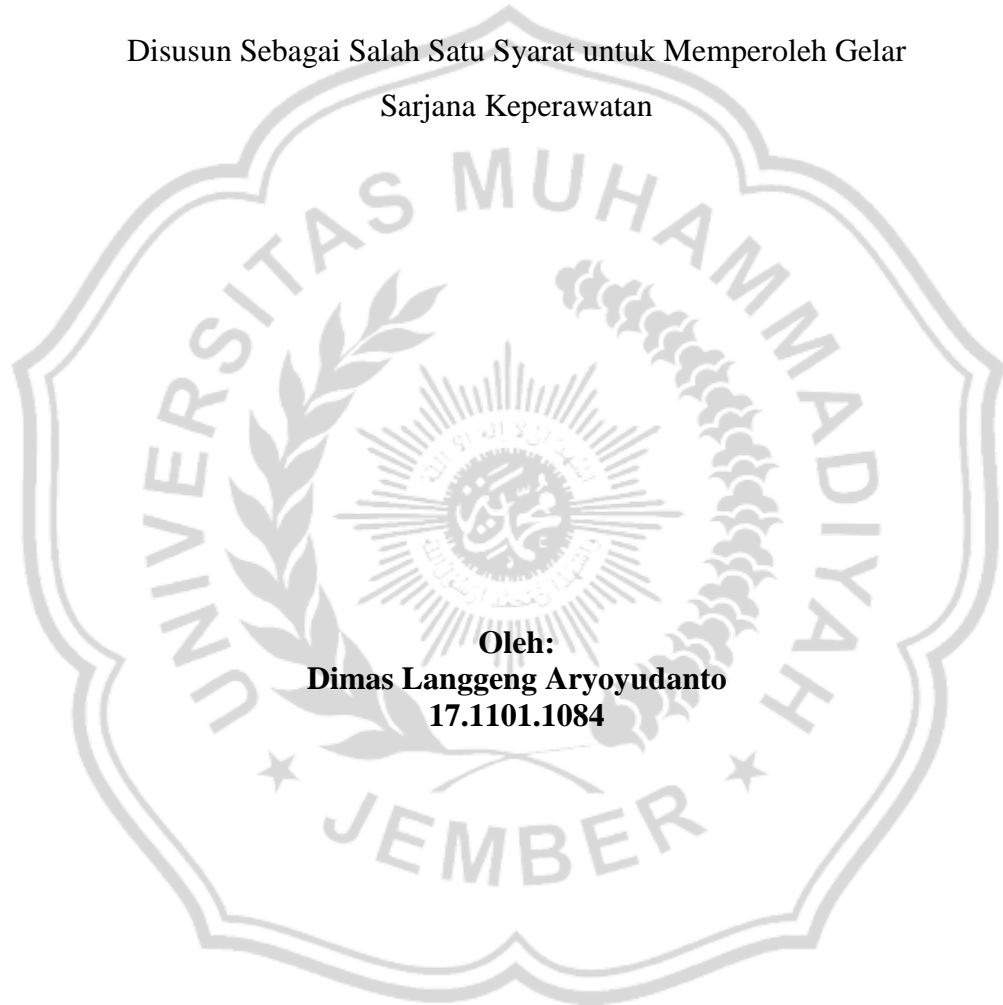 Disusun Sebagai Salah Satu Syarat untuk Memperoleh Gelar
Sarjana Keperawatan
UNIVERSITAS MUHAMMADIYAH
Oleh:
Dimas Langgeng Aryoyudanto
17.1101.1084
JEMBER